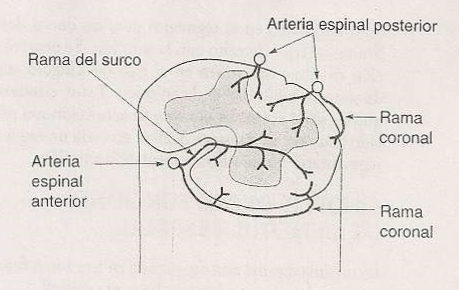 Arteria espinal posterior
Rama del surco
Rama
coronal
Arteria
espinal
anterior
Rama
coronal